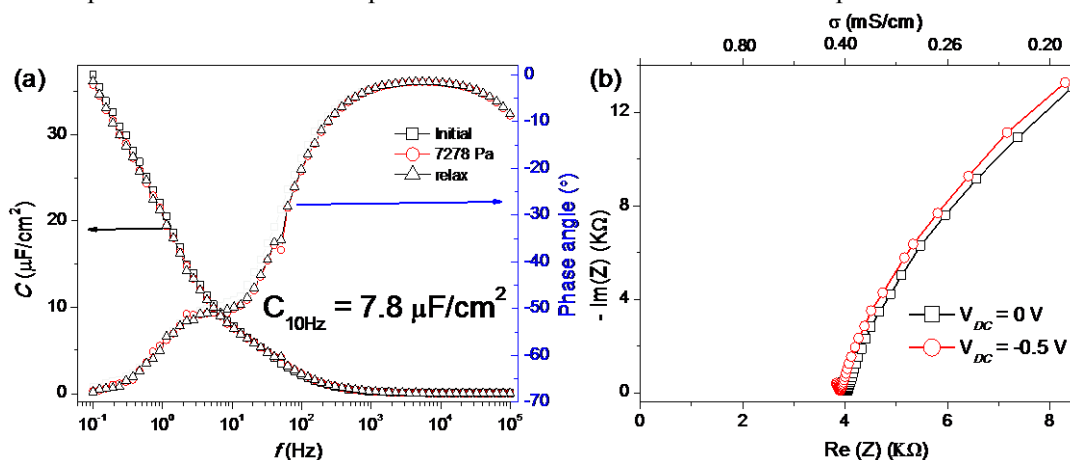 σ (mS/cm)
0.80 0.40 0.26 0.20
(a)
(b)
30
20
10
0
C (μF/cm²)
Initial
7278 Pa
relax
C10Hz = 7.8 μF/cm²
0
-10
-20
-30
-40
-50
-60
-70
Phase angle (°)
10⁻¹ 10⁰ 10¹ 10² 10³ 10⁴ 10⁵
f (Hz)
12
8
4
0
- Im(Z) (KΩ)
VDC = 0 V
VDC = -0.5 V
0 2 4 6 8
Re (Z) (KΩ)